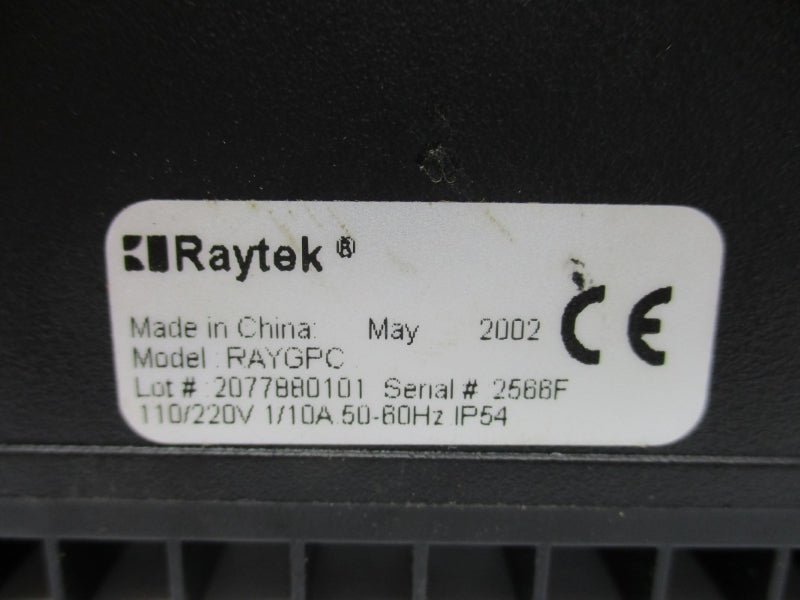 Raytek ®
Made in China: May 2002 CE
Model : RAYGPC
Lot # : 2077880101 Serial # 2566F
110/220V 1/10A 50-60Hz IP54